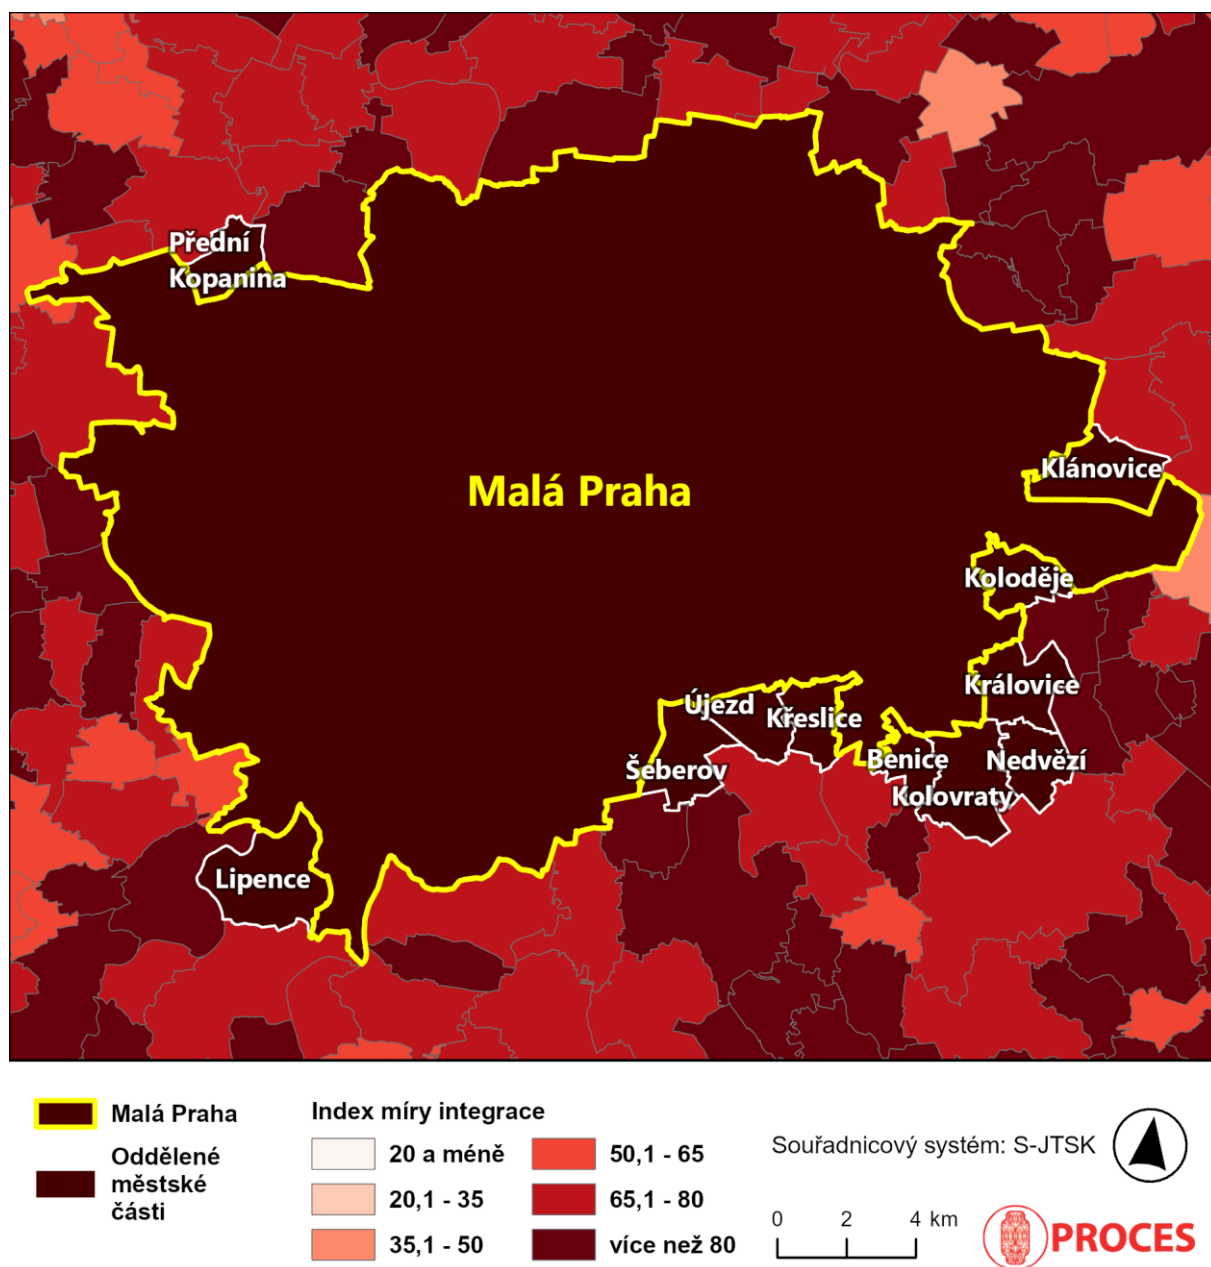 Přední
Kopanina
Malá Praha
Klánovice
Koloděje
Královice
Újezd
Křeslice
Šeberov
Benice
Nedvězí
Kolovraty
Lipence
Malá Praha
Oddělené
městské
části
Index míry integrace
20 a méně
20,1 - 35
35,1 - 50
50,1 - 65
65,1 - 80
více než 80
Souřadnicový systém: S-JTSK
0 2 4 km
PROCES